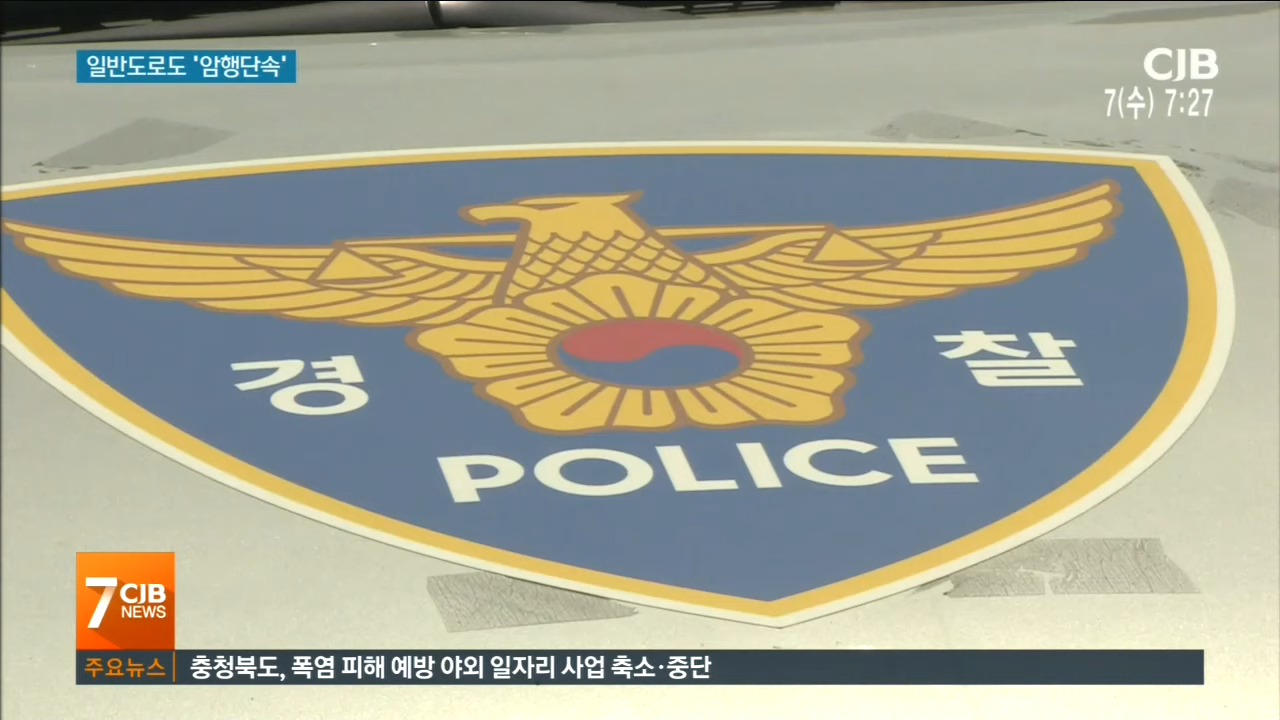 일반도로도 '암행단속'
CJB
7(수) 7:27
경 찰
POLICE
7 CJB
NEWS
주요뉴스 충청북도, 폭염 피해 예방 야외 일자리 사업 축소·중단